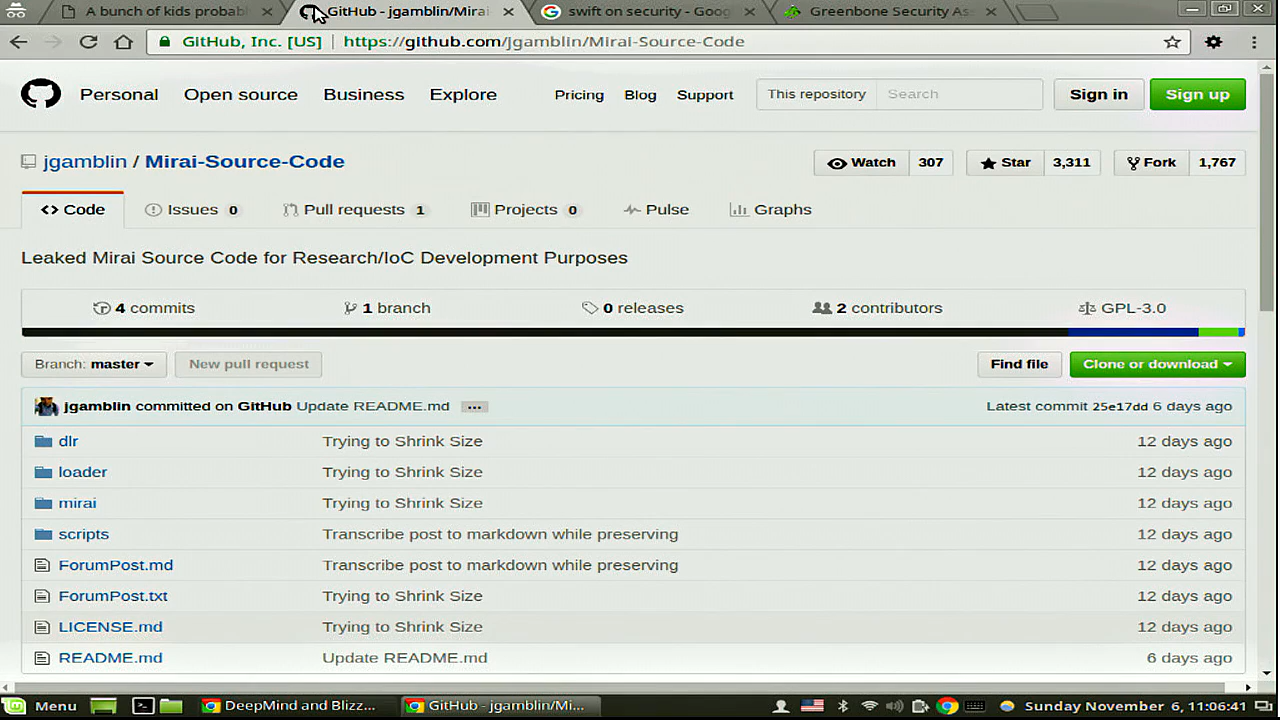 A bunch of kids probabl
GitHub - jgamblin/Mirai
swift on security - Goog
Greenbone Security Ass
GitHub, Inc. [US]
https://github.com/jgamblin/Mirai-Source-Code
Personal
Open source
Business
Explore
Pricing
Blog
Support
This repository
Search
Sign in
Sign up
jgamblin / Mirai-Source-Code
Watch 307
Star 3,311
Fork 1,767
Code
Issues 0
Pull requests 1
Projects 0
Pulse
Graphs
Leaked Mirai Source Code for Research/IoC Development Purposes
4 commits
1 branch
0 releases
2 contributors
GPL-3.0
Branch: master
New pull request
Find file
Clone or download
jgamblin committed on GitHub Update README.md ...
Latest commit 25e17dd 6 days ago
dlr Trying to Shrink Size 12 days ago
loader Trying to Shrink Size 12 days ago
mirai Trying to Shrink Size 12 days ago
scripts Transcribe post to markdown while preserving 12 days ago
ForumPost.md Transcribe post to markdown while preserving 12 days ago
ForumPost.txt Trying to Shrink Size 12 days ago
LICENSE.md Trying to Shrink Size 12 days ago
README.md Update README.md 6 days ago
Menu
DeepMind and Blizz...
GitHub - jgamblin/Mi...
Sunday November 6, 11:06:41